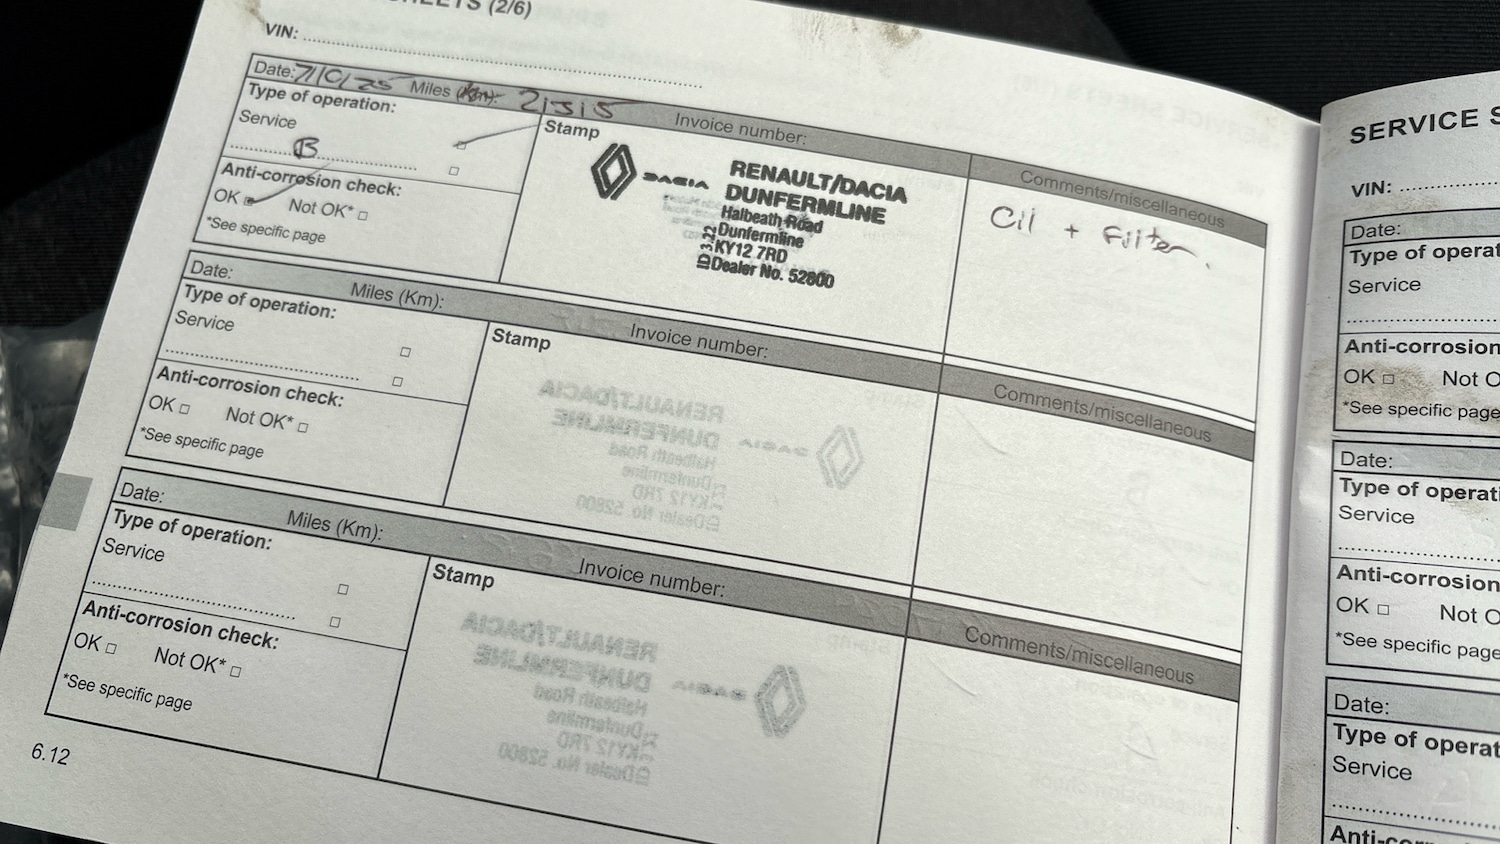 SHEETS (2/6)
VIN:
Date: 7/10/25 Miles (Km): 21515 Invoice number:
Type of operation:
Service
B
Anti-corrosion check:
OK Not OK*
*See specific page
Stamp
DACIA
RENAULT/DACIA
DUNFERMLINE
Halbeath Road
Dunfermline
KY12 7RD
Dealer No. 52800
Comments/miscellaneous
Oil + Filter.
Date: Miles (Km): Invoice number:
Type of operation:
Service
Anti-corrosion check:
OK Not OK*
*See specific page
Stamp
Comments/miscellaneous
Date: Miles (Km): Invoice number:
Type of operation:
Service
Anti-corrosion check:
OK Not OK*
*See specific page
Stamp
Comments/miscellaneous
6.12
SERVICE S
VIN:
Date:
Type of operat
Service
Anti-corrosion
OK Not O
*See specific page
Date:
Type of operati
Service
Anti-corrosion
OK Not O
*See specific page
Date:
Type of operat
Service
Anti-corro